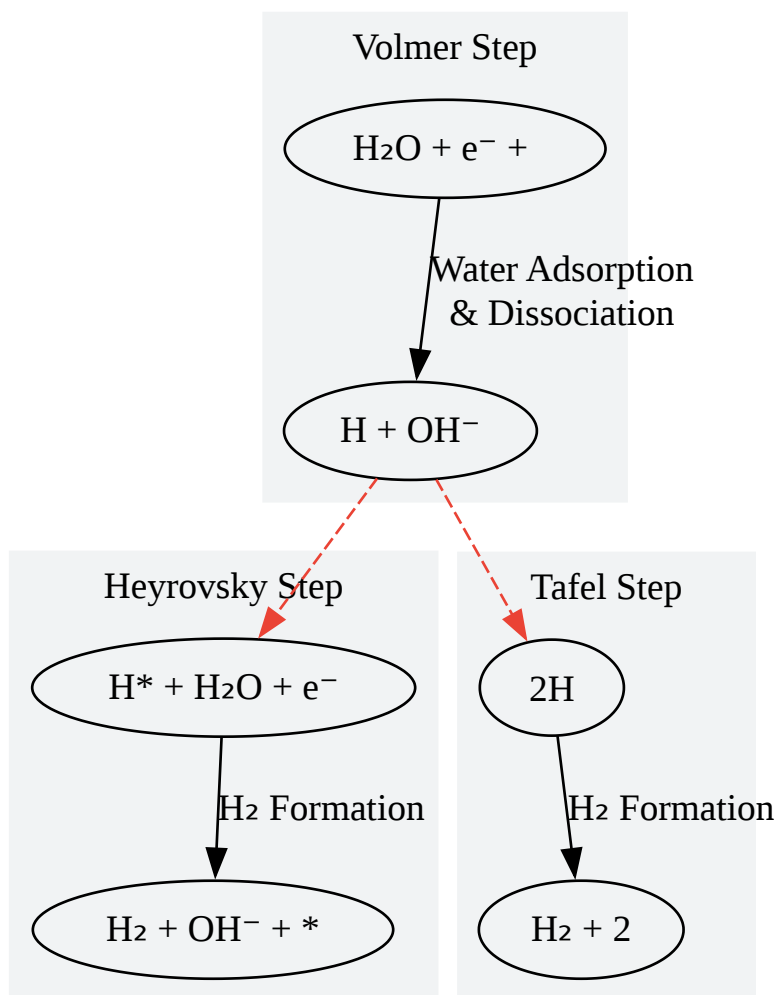 Volmer Step
H₂O + e⁻ +
Water Adsorption
& Dissociation
H + OH⁻
Heyrovsky Step
H* + H₂O + e⁻
H₂ Formation
H₂ + OH⁻ + *
Tafel Step
2H
H₂ Formation
H₂ + 2